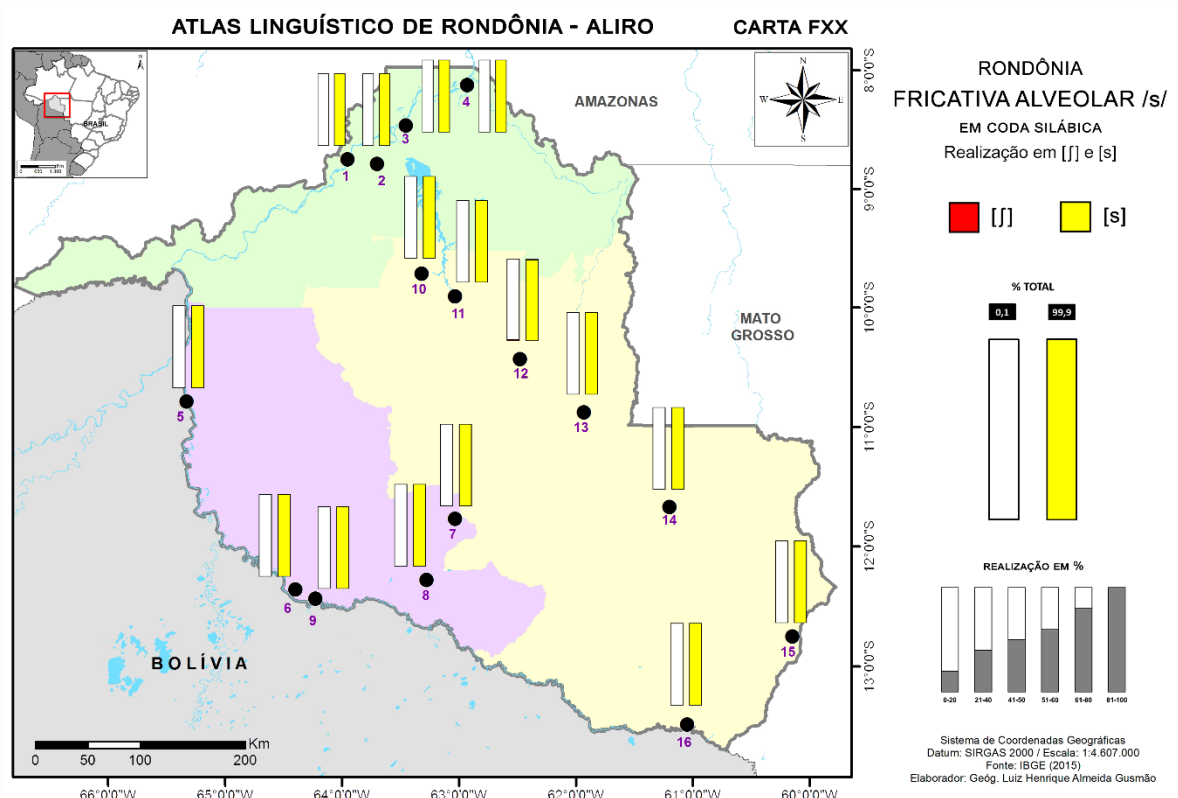 ATLAS LINGUÍSTICO DE RONDÔNIA - ALIRO
CARTA FXX
BRASIL
Km
N
AMAZONAS
N
W
E
S
MATO
GROSSO
BOLÍVIA
1
2
3
4
5
6
7
8
9
10
11
12
13
14
15
16
Km
0
50
100
200
66°0'0"W
65°0'0"W
64°0'0"W
63°0'0"W
62°0'0"W
61°0'0"W
60°0'0"W
8°0'0"S
9°0'0"S
10°0'0"S
11°0'0"S
12°0'0"S
13°0'0"S
RONDÔNIA
FRICATIVA ALVEOLAR /s/
EM CODA SILÁBICA
Realização em [ʃ] e [s]
[ʃ]
[s]
% TOTAL
0,1
99,9
REALIZAÇÃO EM %
0-20
21-40
41-50
51-60
61-80
81-100
Sistema de Coordenadas Geográficas
Datum: SIRGAS 2000 / Escala: 1:4.607.000
Fonte: IBGE (2015)
Elaborador: Geóg. Luiz Henrique Almeida Gusmão